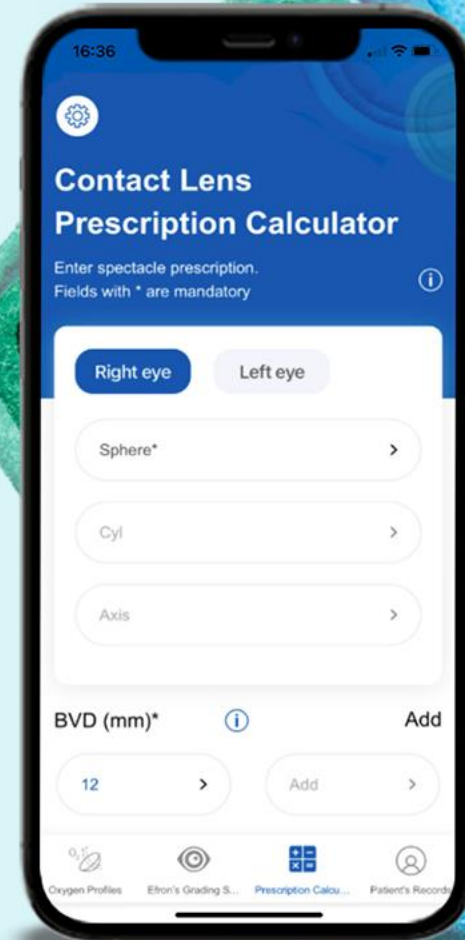 16:36
Contact Lens
Prescription Calculator
Enter spectacle prescription.
Fields with * are mandatory
Right eye
Left eye
Sphere*
Cyl
Axis
BVD (mm)*
Add
12
Add
Oxygen Profiles
Efron's Grading S...
Prescription Calcu...
Patient's Records